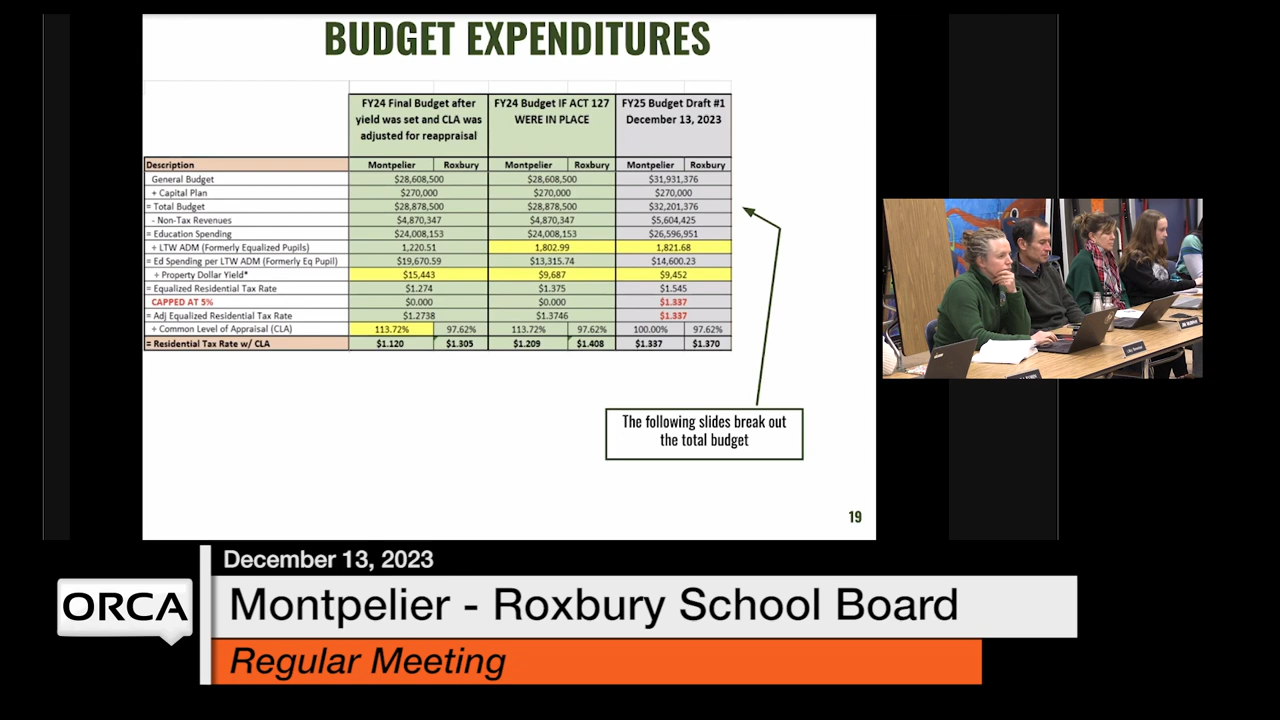 BUDGET EXPENDITURES
FY24 Final Budget after yield was set and CLA was adjusted for reappraisal FY24 Budget IF ACT 127 WERE IN PLACE FY25 Budget Draft #1 December 13, 2023
Description Montpelier Roxbury Montpelier Roxbury Montpelier Roxbury
General Budget $28,608,500 $28,608,500 $31,931,376
+ Capital Plan $270,000 $270,000 $270,000
= Total Budget $28,878,500 $28,878,500 $32,201,376
- Non-Tax Revenues $4,870,347 $4,870,347 $5,604,425
= Education Spending $24,008,153 $24,008,153 $26,596,951
÷ LTW ADM (Formerly Equalized Pupils) 1,220.51 1,802.99 1,821.68
= Ed Spending per LTW ADM (Formerly Eq Pupil) $19,670.59 $13,315.74 $14,600.23
÷ Property Dollar Yield* $15,443 $9,687 $9,452
= Equalized Residential Tax Rate $1.274 $1.375 $1.545
CAPPED AT 5% $0.000 $0.000 $1.337
= Adj Equalized Residential Tax Rate $1.2738 $1.3746 $1.337
÷ Common Level of Appraisal (CLA) 113.72% 97.62% 113.72% 97.62% 100.00% 97.62%
= Residential Tax Rate w/ CLA $1.120 $1.305 $1.209 $1.408 $1.337 $1.370
The following slides break out
the total budget
19
December 13, 2023
ORCA
Montpelier - Roxbury School Board
Regular Meeting